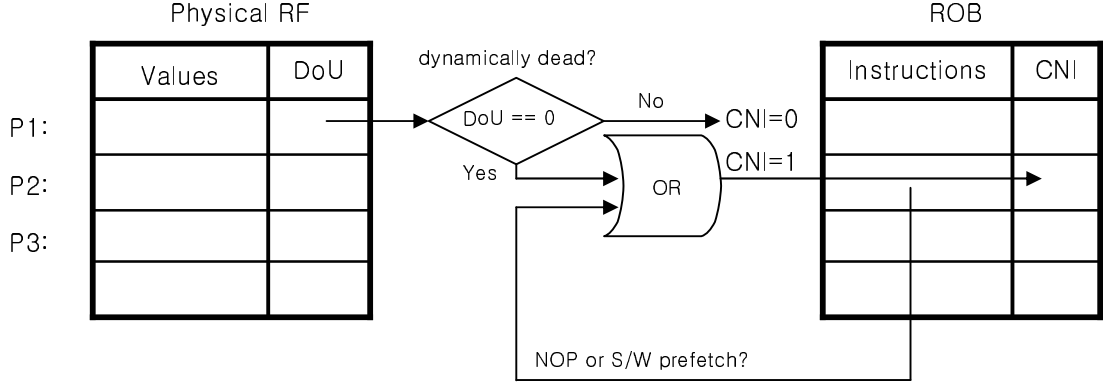 Physical RF
ROB
Values
DoU
dynamically dead?
Instructions
CNI
P1:
DoU == 0
No
CNI=0
Yes
CNI=1
P2:
OR
P3:
NOP or S/W prefetch?